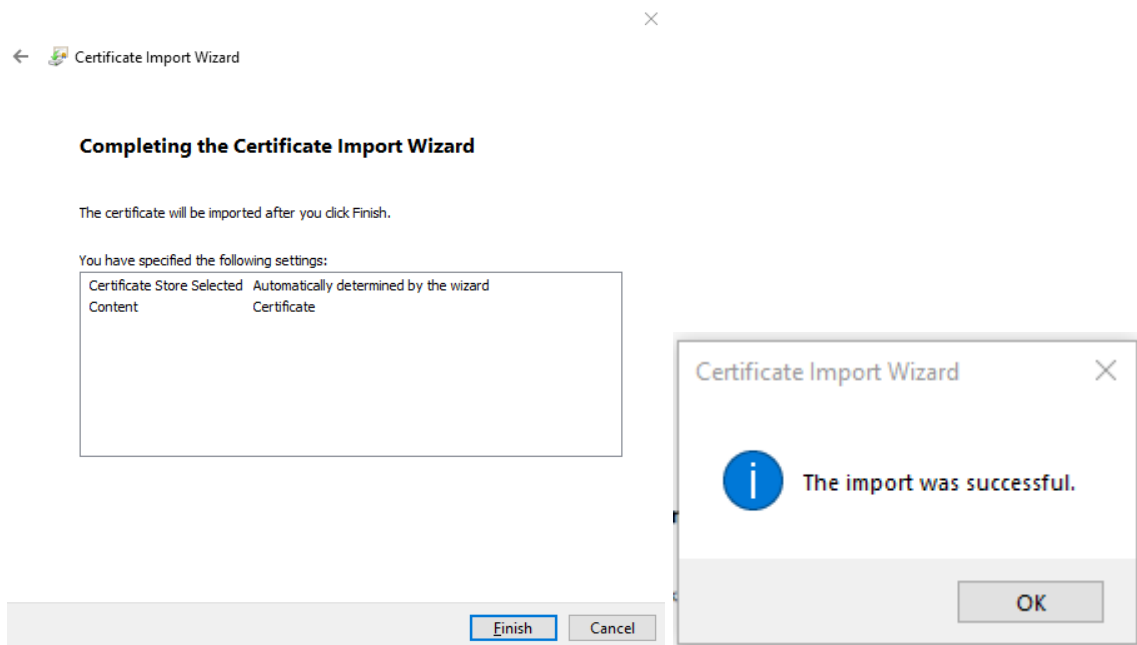 Certificate Import Wizard
Completing the Certificate Import Wizard
The certificate will be imported after you click Finish.
You have specified the following settings:
Certificate Store Selected Automatically determined by the wizard
Content Certificate
Finish Cancel
Certificate Import Wizard
The import was successful.
OK